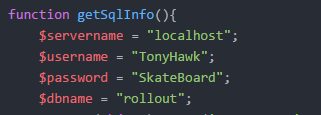 function getSqlInfo(){
$servername = "localhost";
$username = "TonyHawk";
$password = "SkateBoard";
$dbname = "rollout";